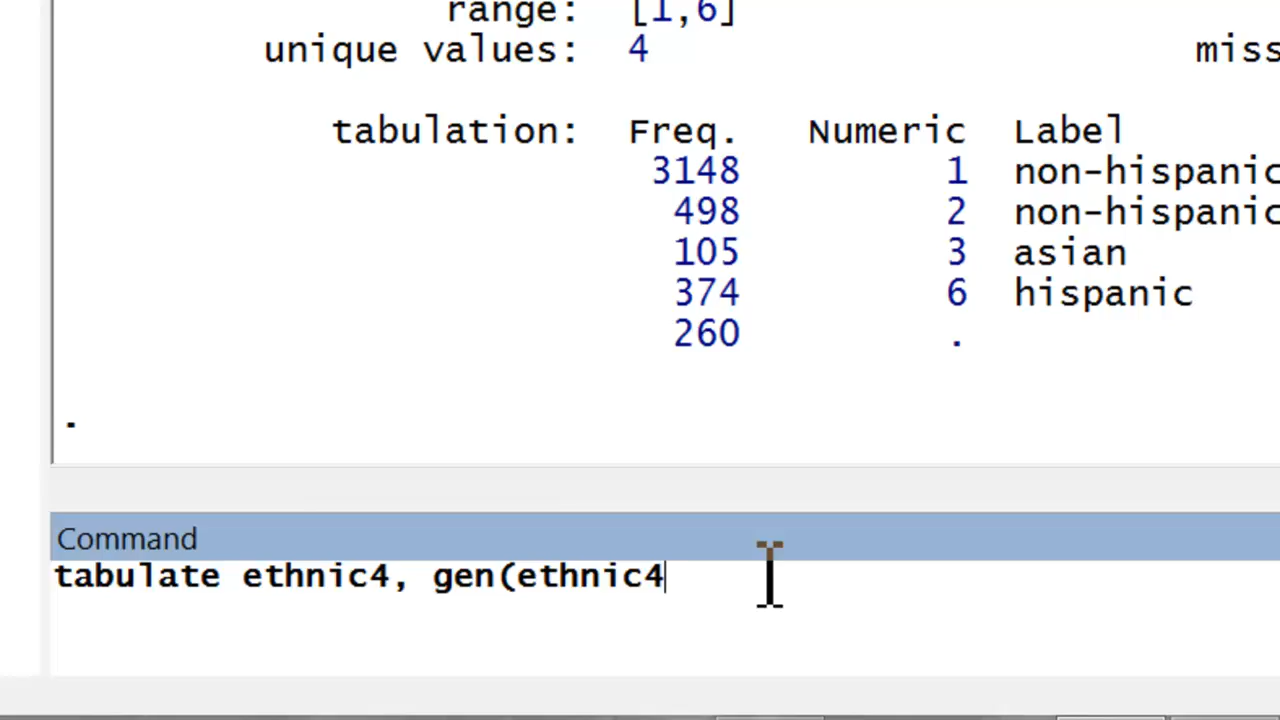 range: [1,6]
unique values: 4 miss
tabulation: Freq. Numeric Label
3148 1 non-hispanic
498 2 non-hispanic
105 3 asian
374 6 hispanic
260 .
.
Command
tabulate ethnic4, gen(ethnic4